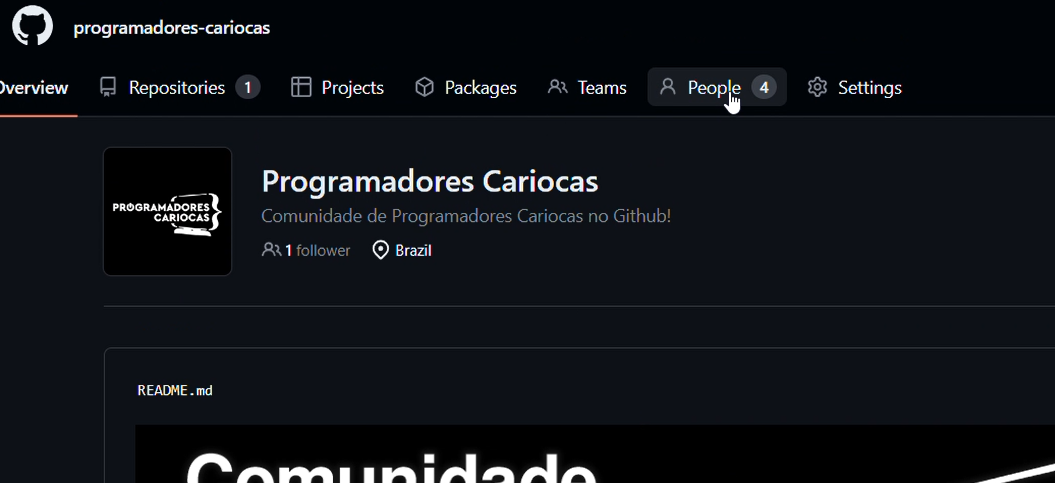 programadores-cariocas
Overview Repositories 1 Projects Packages Teams People 4 Settings
PROGRAMADORES
CARIOCAS
Programadores Cariocas
Comunidade de Programadores Cariocas no Github!
1 follower Brazil
README.md
Comunidade